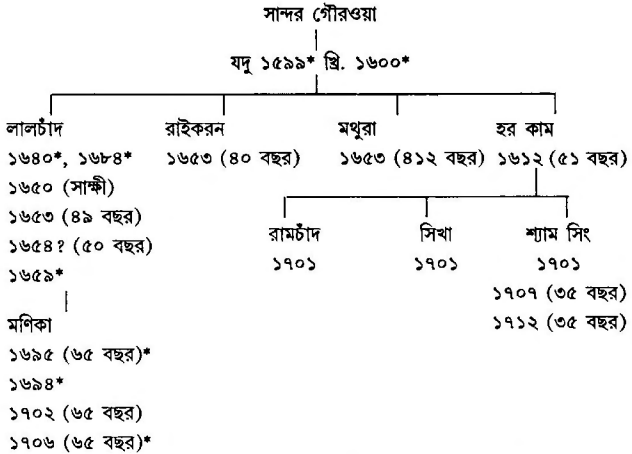 সান্দর গৌরওয়া
যদু ১৫৯৯* খ্রি. ১৬০০*
লালচাঁদ রাইকরন মথুরা হর কাম
১৬৪০*, ১৬৮৪* ১৬৫৩ (৪০ বছর) ১৬৫৩ (৪১২ বছর) ১৬১২ (৫১ বছর)
১৬৫০ (সাক্ষী)
১৬৫৩ (৪৯ বছর)
১৬৫৪? (৫০ বছর)
১৬৫৯*
রামচাঁদ সিখা শ্যাম সিং
১৭০১ ১৭০১ ১৭০১
১৭০৭ (৩৫ বছর)
১৭১২ (৩৫ বছর)
মণিকা
১৬৯৫ (৬৫ বছর)*
১৬৯৪*
১৭০২ (৬৫ বছর)
১৭০৬ (৬৫ বছর)*